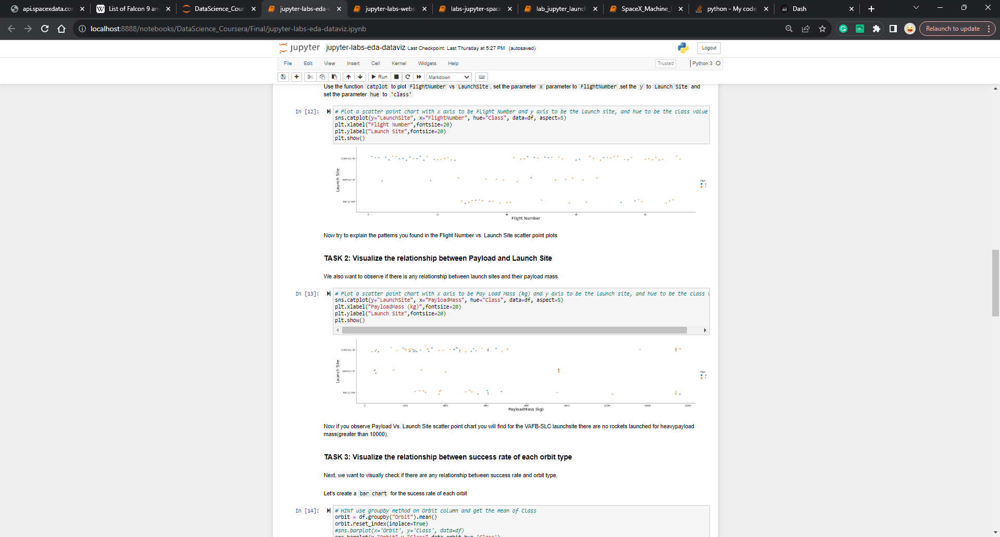 api.spacexdata.co
List of Falcon 9 an
DataScience_Cour
jupyter-labs-eda-c
jupyter-labs-webs
labs-jupyter-space
lab_jupyter_launch
SpaceX_Machine_
python - My code
Dash
localhost:8888/notebooks/DataScience_Coursera/Final/jupyter-labs-eda-dataviz.ipynb
Relaunch to update
jupyter jupyter-labs-eda-dataviz Last Checkpoint: Last Thursday at 5:27 PM (autosaved)
Logout
File Edit View Insert Cell Kernel Widgets Help
Trusted
Python 3
Run
Markdown
Use the function catplot to plot FlightNumber vs LaunchSite , set the parameter x parameter to FlightNumber ,set the y to Launch Site and
set the parameter hue to 'class'
In [12]:
# Plot a scatter point chart with x axis to be Flight Number and y axis to be the launch site, and hue to be the class value
sns.catplot(y="LaunchSite", x="FlightNumber", hue="Class", data=df, aspect=5)
plt.xlabel("Flight Number",fontsize=20)
plt.ylabel("Launch Site",fontsize=20)
plt.show()
CCAFS SLC 40
VAFB SLC 4E
KSC LC 39A
Launch Site
Class
0
1
0 20 40 60 80
Flight Number
Now try to explain the patterns you found in the Flight Number vs. Launch Site scatter point plots.
TASK 2: Visualize the relationship between Payload and Launch Site
We also want to observe if there is any relationship between launch sites and their payload mass.
In [13]:
# Plot a scatter point chart with x axis to be Pay Load Mass (kg) and y axis to be the launch site, and hue to be the class v
sns.catplot(y="LaunchSite", x="PayloadMass", hue="Class", data=df, aspect=5)
plt.xlabel("PayloadMass (kg)",fontsize=20)
plt.ylabel("Launch Site",fontsize=20)
plt.show()
CCAFS SLC 40
VAFB SLC 4E
KSC LC 39A
Launch Site
Class
0
1
0 2000 4000 6000 8000 10000 12000 14000 16000
PayloadMass (kg)
Now if you observe Payload Vs. Launch Site scatter point chart you will find for the VAFB-SLC launchsite there are no rockets launched for heavypayload
mass(greater than 10000).
TASK 3: Visualize the relationship between success rate of each orbit type
Next, we want to visually check if there are any relationship between success rate and orbit type.
Let's create a bar chart for the sucess rate of each orbit
In [14]:
# HINT use groupby method on Orbit column and get the mean of Class
orbit = df.groupby("Orbit").mean()
orbit.reset_index(inplace=True)
#sns.barplot(x='Orbit', y='Class', data=df)